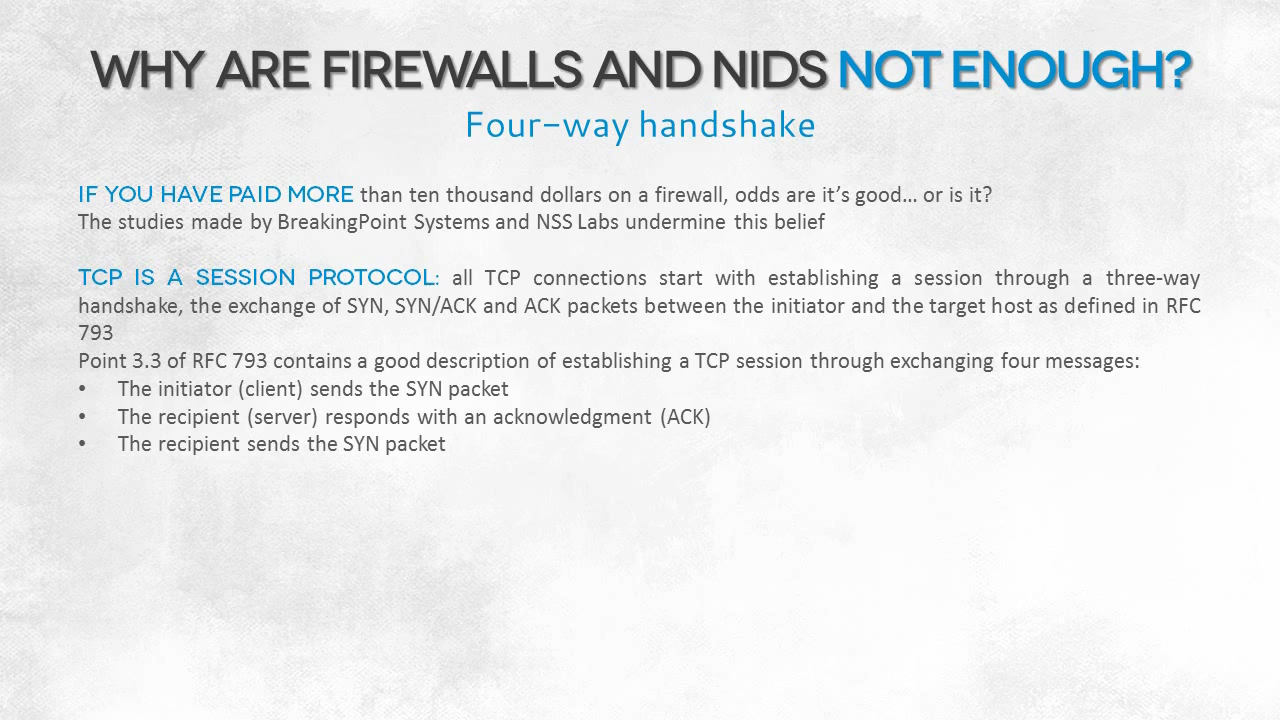 WHY ARE FIREWALLS AND NIDS NOT ENOUGH?
Four-way handshake
IF YOU HAVE PAID MORE than ten thousand dollars on a firewall, odds are it's good… or is it?
The studies made by BreakingPoint Systems and NSS Labs undermine this belief
TCP IS A SESSION PROTOCOL: all TCP connections start with establishing a session through a three-way
handshake, the exchange of SYN, SYN/ACK and ACK packets between the initiator and the target host as defined in RFC
793
Point 3.3 of RFC 793 contains a good description of establishing a TCP session through exchanging four messages:
• The initiator (client) sends the SYN packet
• The recipient (server) responds with an acknowledgment (ACK)
• The recipient sends the SYN packet